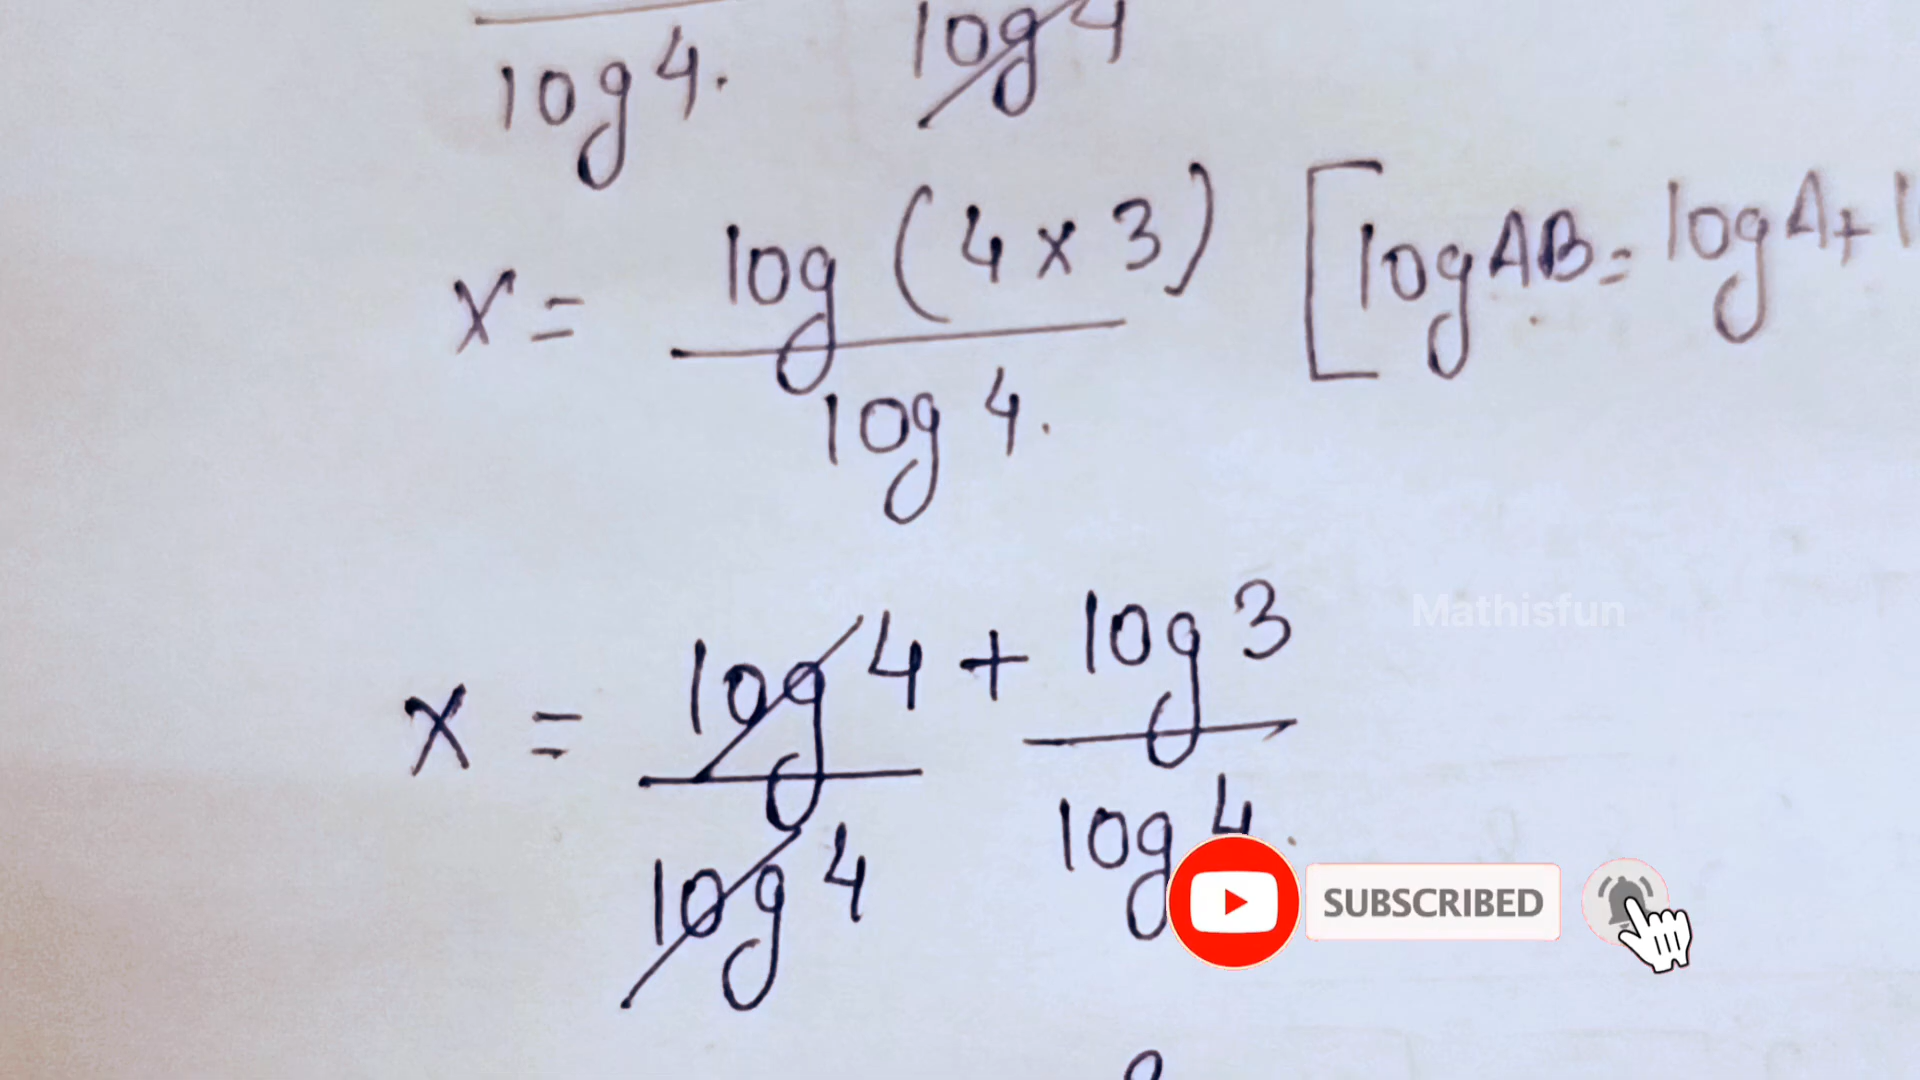 log 4. log 4
x = log (4 x 3) [log AB = log A +
log 4.
Mathisfun
x = log 4 + log 3
log 4 log 4
SUBSCRIBED